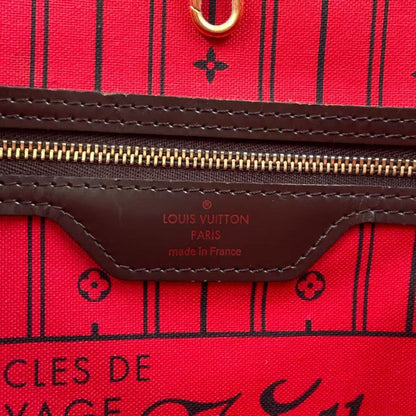 ®
LOUIS VUITTON
PARIS
made in France
CLES DE
YAGE